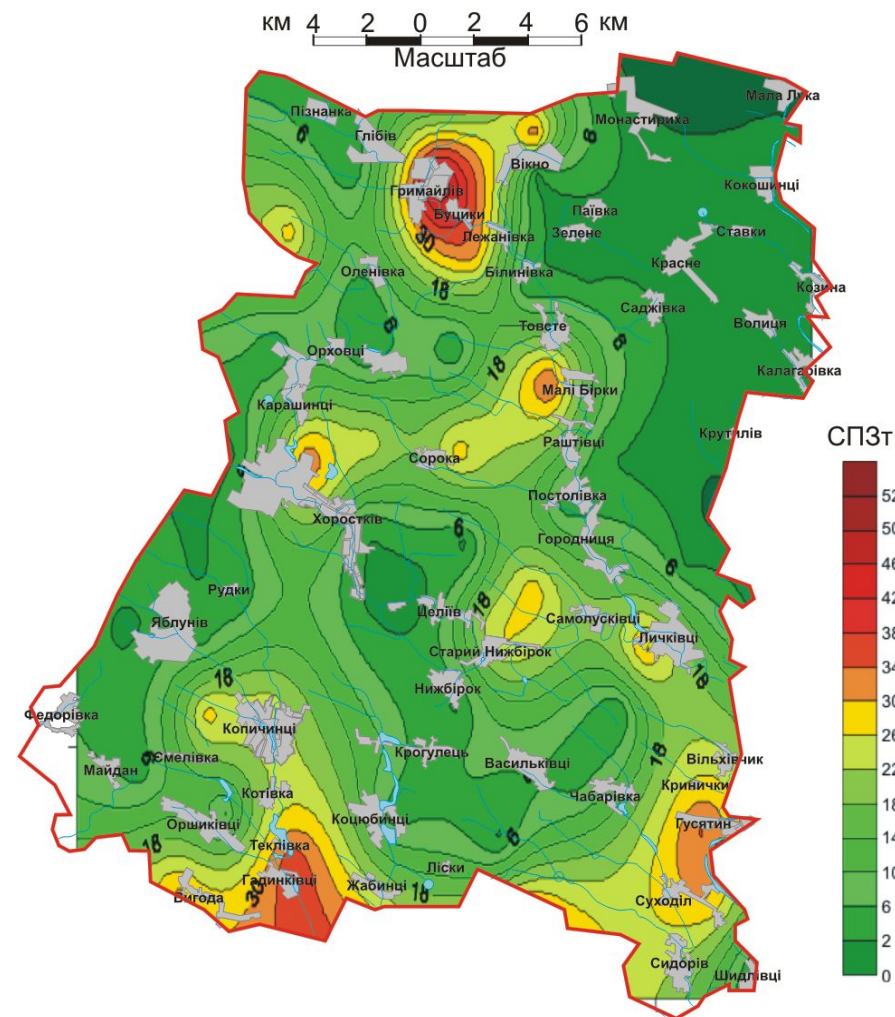 км 4 2 0 2 4 6 км
Масштаб
Пізнанка
Глібів
Монастириха
Мала Лука
6
8
Вікно
Гримайлів
Буцики
Кокошинці
Паївка
Зелене
Лежанівка
Ставки
30
Оленівка
Білинівка
Красне
18
Козина
Саджівка
Товсте
Волиця
6
6
Орховці
18
Калагарівка
Малі Бірки
Карашинці
Раштівці
Крутилів
СПЗт
Сорока
Постолівка
Хоростків
6
Городниця
6
Рудки
Целіїв
18
Самолусківці
Яблунів
Личківці
Старий Нижбірок
Нижбірок
18
18
Федорівка
Копичинці
Крогулець
18
Вільхівчик
Майдан
6
Ємелівка
Васильківці
Кринички
Котівка
Чабарівка
Оршиківці
Коцюбинці
Гусятин
18
Теклівка
6
Гадинківці
Ліски
30
Жабинці
18
Вигода
Суходіл
Сидорів
Шидлівці
52
50
46
42
38
34
30
26
22
18
14
10
6
2
0